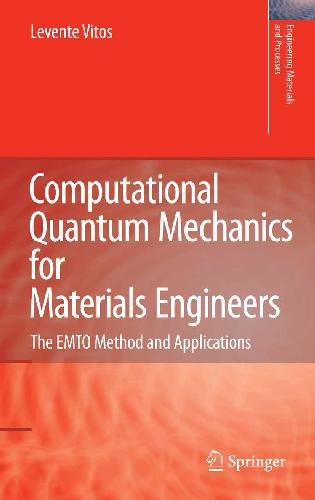 Levente Vitos
Engineering Materials
and Processes
Computational
Quantum Mechanics
for
Materials Engineers
The EMTO Method and Applications
Springer